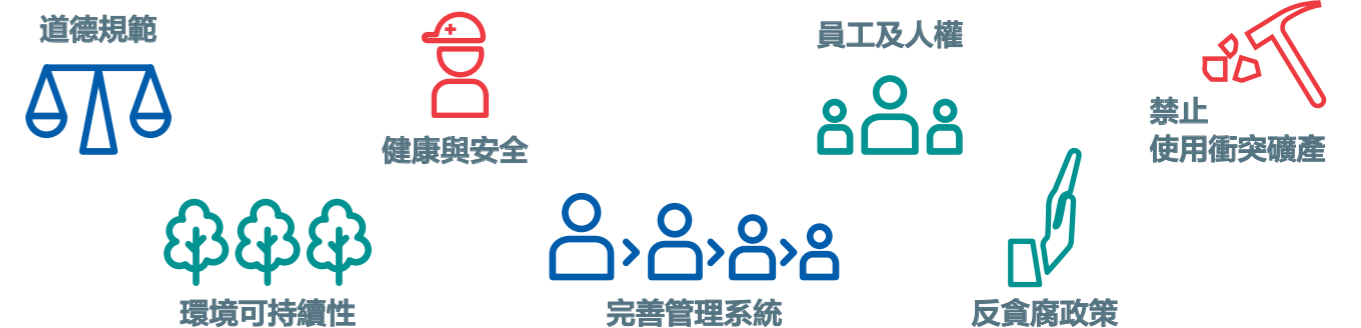 道德規範
健康與安全
員工及人權
禁止
使用衝突礦產
環境可持續性
完善管理系統
反貪腐政策